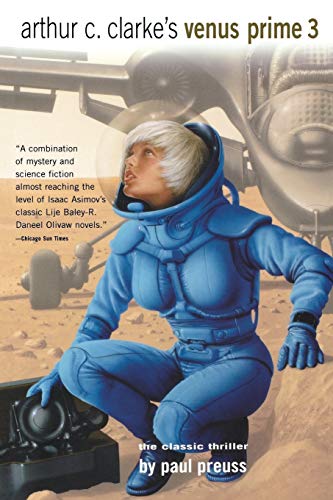 arthur c. clarke's venus prime 3
"A combination
of mystery and
science fiction
almost reaching the
level of Isaac Asimov's
classic Lije Baley-R.
Daneel Olivaw novels."
—Chicago Sun Times
the classic thriller
by paul preuss